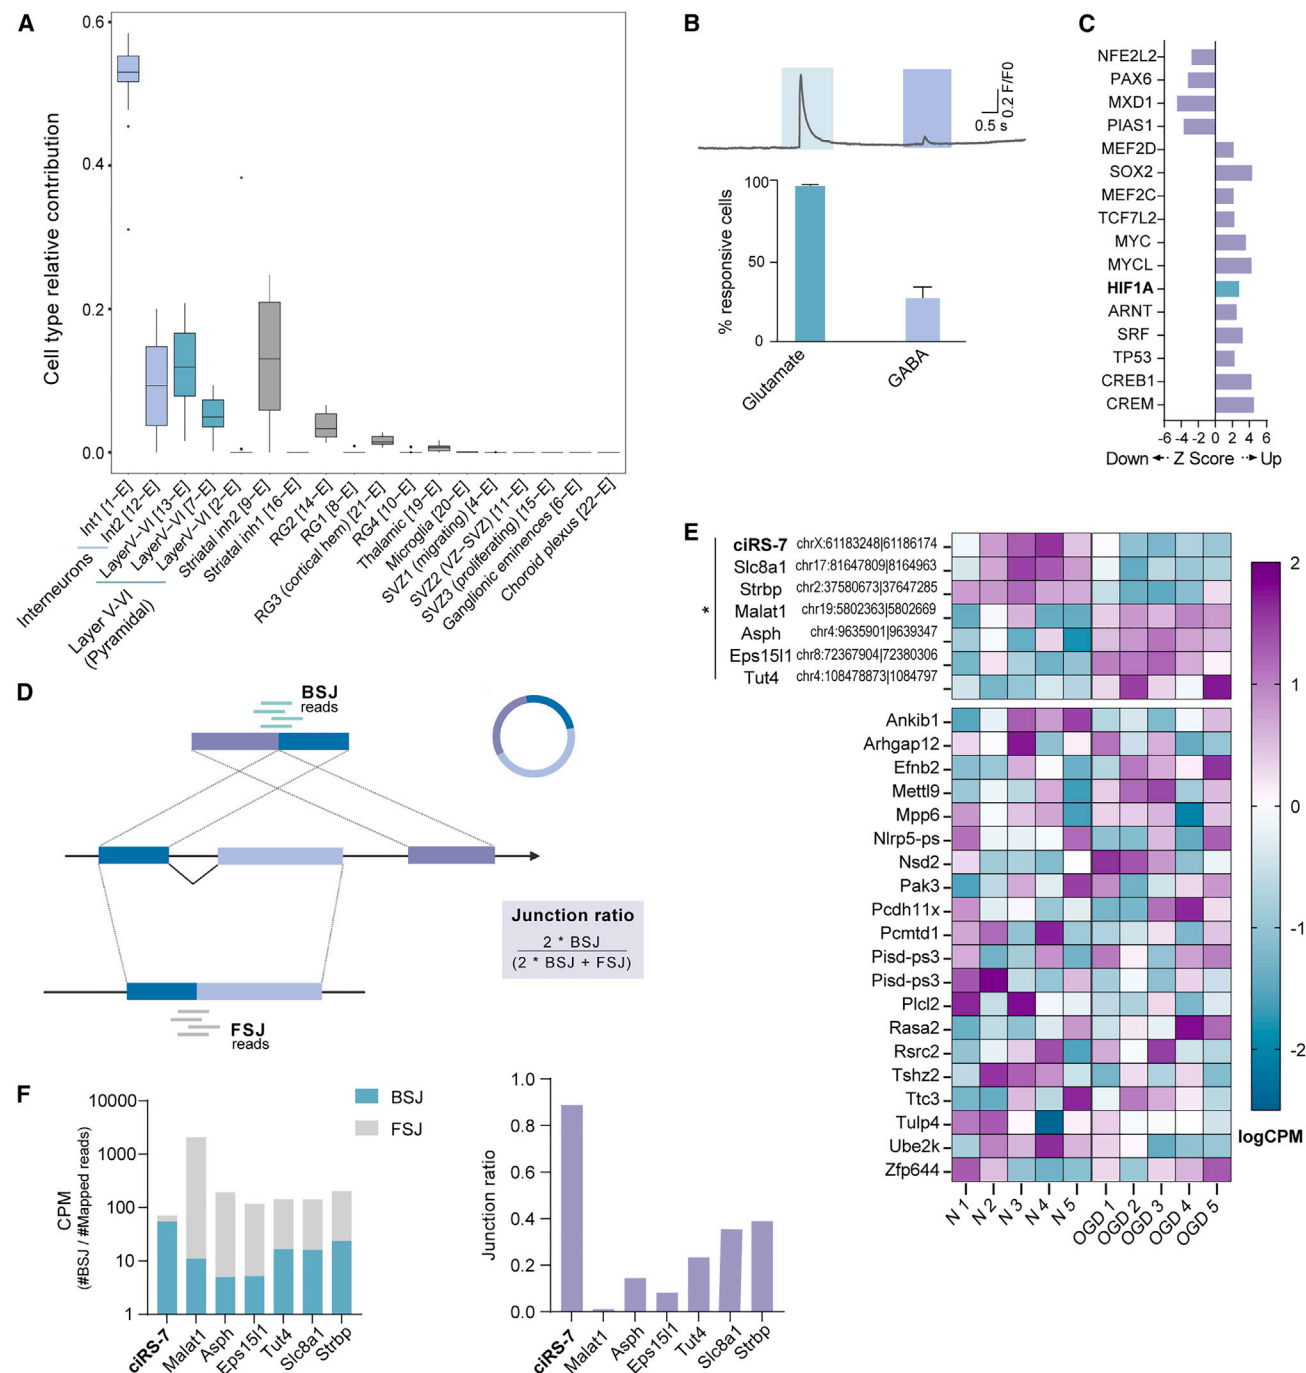 A
Cell type relative contribution
0.6
0.4
0.2
0.0
Int1 [1–E]
Int2 [12–E]
Interneurons
LayerV–VI [13–E]
LayerV–VI [7–E]
LayerV–VI [2–E]
Layer V-VI
(Pyramidal)
Striatal inh2 [9–E]
Striatal inh1 [16–E]
RG2 [14–E]
RG1 [8–E]
RG3 (cortical hem) [21–E]
RG4 [10–E]
Thalamic [19–E]
Microglia [20–E]
SVZ1 (migrating) [4–E]
SVZ2 (VZ–SVZ) [11–E]
SVZ3 (proliferating) [15–E]
Ganglionic eminences [6–E]
Choroid plexus [22–E]
B
0.2 F/F0
0.5 s
% responsive cells
100
50
0
Glutamate
GABA
C
NFE2L2
PAX6
MXD1
PIAS1
MEF2D
SOX2
MEF2C
TCF7L2
MYC
MYCL
HIF1A
ARNT
SRF
TP53
CREB1
CREM
-6 -4 -2 0 2 4 6
Down Z Score Up
D
BSJ
reads
Junction ratio
2 * BSJ
(2 * BSJ + FSJ)
FSJ
reads
E
*
ciRS-7 chrX:61183248|61186174
Slc8a1 chr17:81647809|8164963
Strbp chr2:37580673|37647285
Malat1 chr19:5802363|5802669
Asph chr4:9635901|9639347
Eps15l1 chr8:72367904|72380306
Tut4 chr4:108478873|1084797
Ankib1
Arhgap12
Efnb2
Mettl9
Mpp6
Nlrp5-ps
Nsd2
Pak3
Pcdh11x
Pcmtd1
Pisd-ps3
Pisd-ps3
Plcl2
Rasa2
Rsrc2
Tshz2
Ttc3
Tulp4
Ube2k
Zfp644
N 1
N 2
N 3
N 4
N 5
OGD 1
OGD 2
OGD 3
OGD 4
OGD 5
2
1
0
-1
-2
logCPM
F
CPM
(#BSJ / #Mapped reads)
10000
1000
100
10
1
BSJ
FSJ
ciRS-7
Malat1
Asph
Eps15l1
Tut4
Slc8a1
Strbp
Junction ratio
1.0
0.8
0.6
0.4
0.2
0.0
ciRS-7
Malat1
Asph
Eps15l1
Tut4
Slc8a1
Strbp